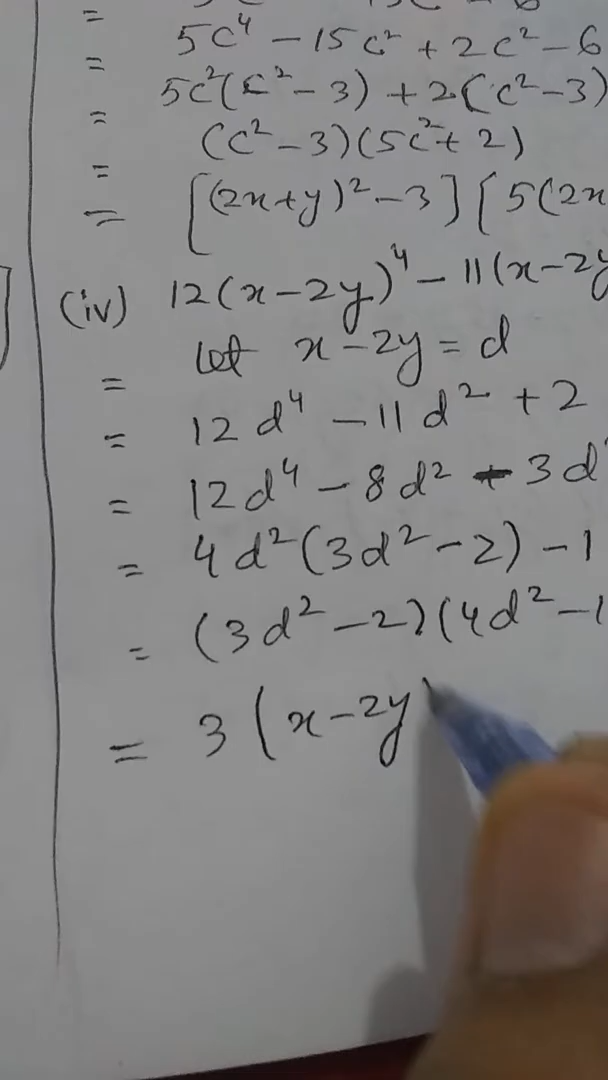 =
= 5c⁴ - 15c² + 2c² - 6
= 5c²(c² - 3) + 2(c² - 3)
= (c² - 3)(5c² + 2)
= [(2x+y)² - 3] [5(2x
(iv) 12(x-2y)⁴ - 11(x-2y
= Let x-2y = d
= 12d⁴ - 11d² + 2
= 12d⁴ - 8d² - 3d
= 4d²(3d² - 2) - 1
= (3d² - 2)(4d² - 1
= 3(x-2y)